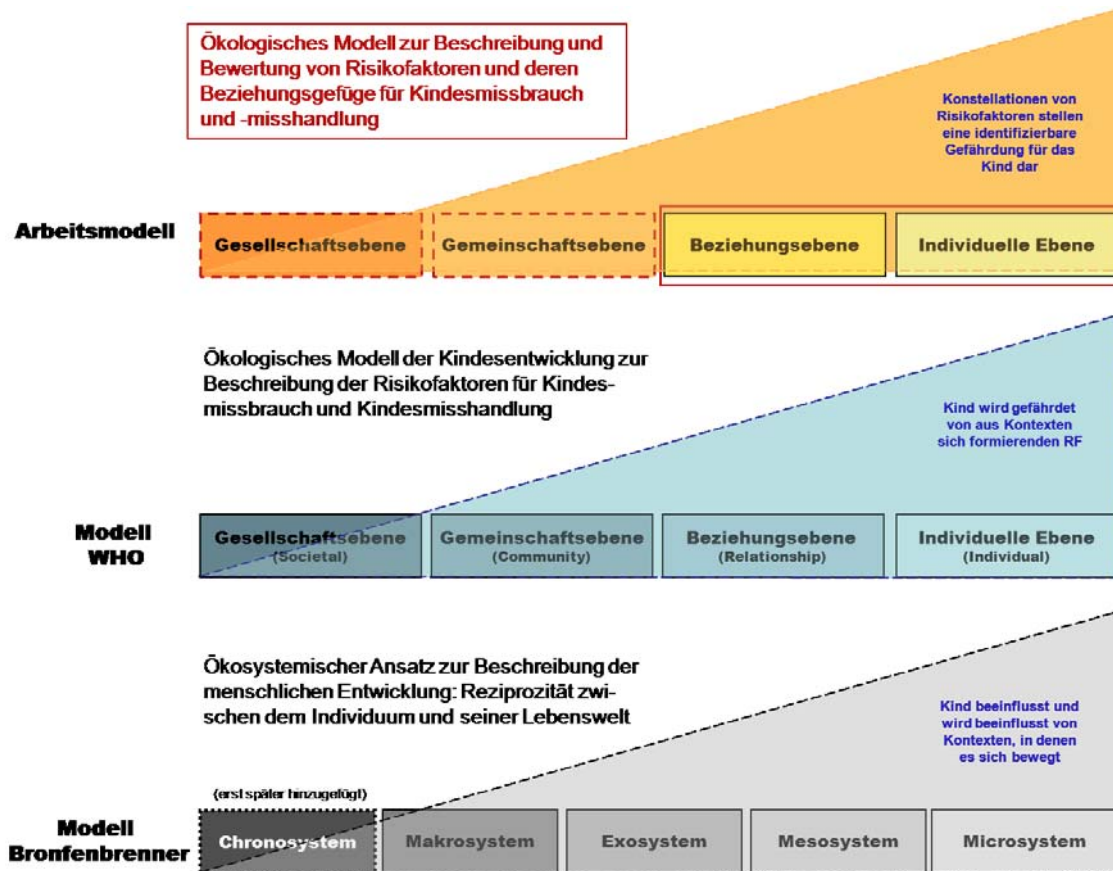 Ökologisches Modell zur Beschreibung und
Bewertung von Risikofaktoren und deren
Beziehungsgefüge für Kindesmissbrauch
und -misshandlung
Konstellationen von
Risikofaktoren stellen
eine identifizierbare
Gefährdung für das
Kind dar
Arbeitsmodell
Gesellschaftsebene
Gemeinschaftsebene
Beziehungsebene
Individuelle Ebene
Ökologisches Modell der Kindesentwicklung zur
Beschreibung der Risikofaktoren für Kindes-
missbrauch und Kindesmisshandlung
Kind wird gefährdet
von aus Kontexten
sich formierenden RF
Modell
WHO
Gesellschaftsebene
(Societal)
Gemeinschaftsebene
(Community)
Beziehungsebene
(Relationship)
Individuelle Ebene
(Individual)
Ökosystemischer Ansatz zur Beschreibung der
menschlichen Entwicklung: Reziprozität zwi-
schen dem Individuum und seiner Lebenswelt
Kind beeinflusst und
wird beeinflusst von
Kontexten, in denen
es sich bewegt
(erst später hinzugefügt)
Modell
Bronfenbrenner
Chronosystem
Makrosystem
Exosystem
Mesosystem
Microsystem